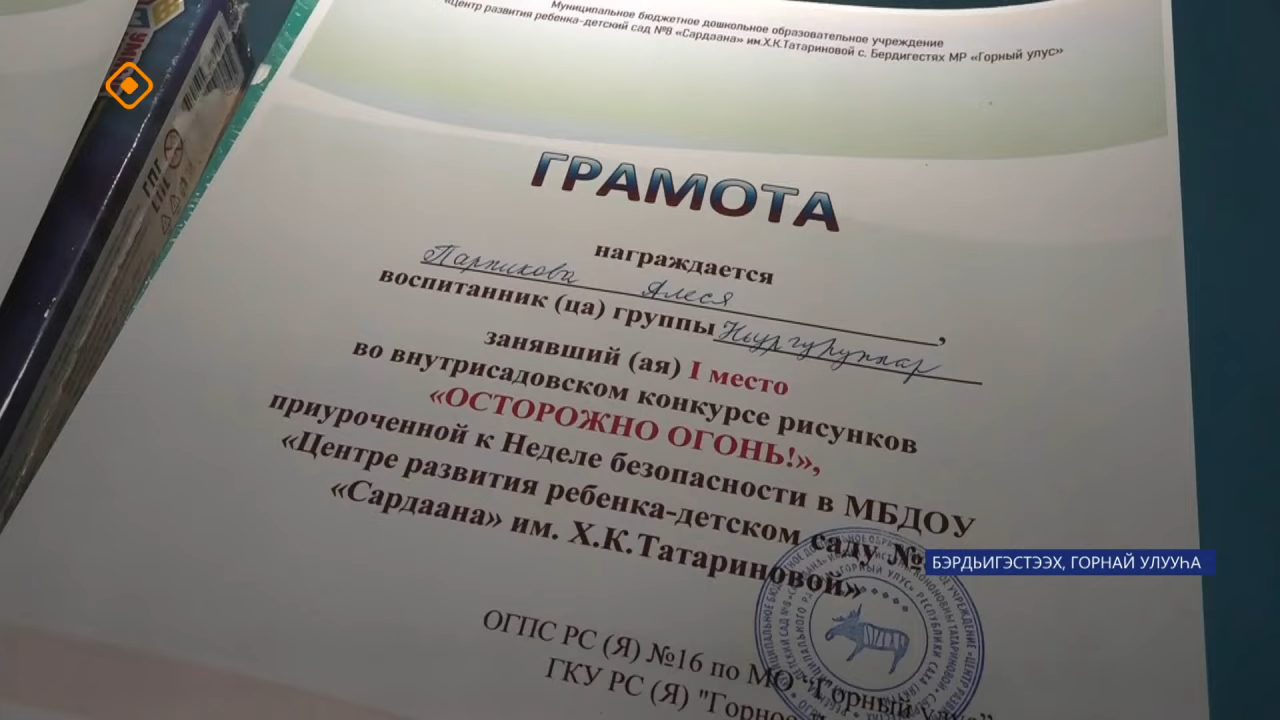 Муниципальное бюджетное дошкольное образовательное учреждение
«Центр развития ребенка-детский сад №8 «Сардаана» им.Х.К.Татариновой с. Бердигестях МР «Горный улус»
ГРАМОТА
награждается
Парникова Алеся,
воспитанник (ца) группы Ньургуһуннар
занявший (ая) I место
во внутрисадовском конкурсе рисунков
«ОСТОРОЖНО ОГОНЬ!»,
приуроченной к Неделе безопасности в МБДОУ
«Центре развития ребенка-детском саду №
«Сардаана» им. Х.К.Татариновой»
БЭРДЬИГЭСТЭЭХ, ГОРНАЙ УЛУУҺА
ОГПС РС (Я) №16 по МО "Горный улус"
ГКУ РС (Я) "Горное